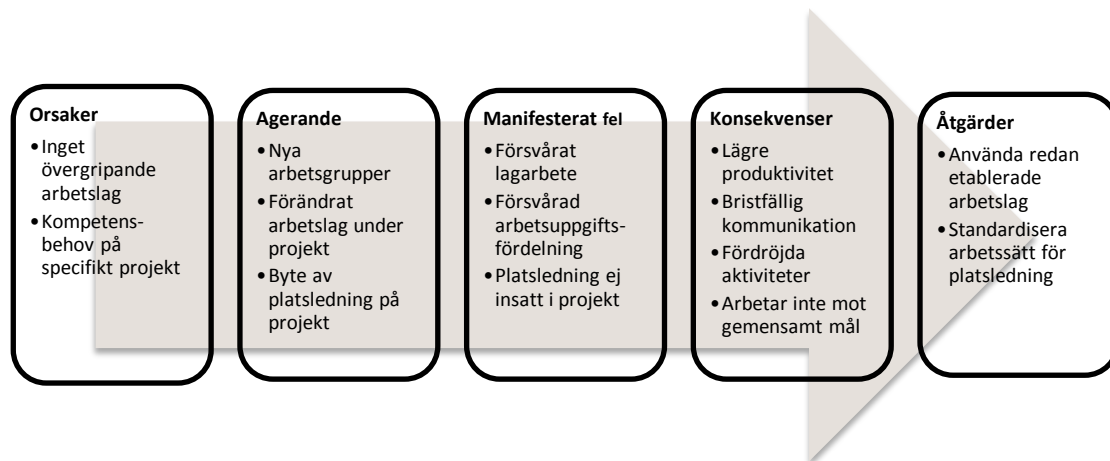 Orsaker
•Inget
övergripande
arbetslag
•Kompetens-
behov på
specifikt projekt
Agerande
•Nya
arbetsgrupper
•Förändrat
arbetslag under
projekt
•Byte av
platsledning på
projekt
Manifesterat fel
•Försvårat
lagarbete
•Försvårad
arbetsuppgifts-
fördelning
•Platsledning ej
insatt i projekt
Konsekvenser
•Lägre
produktivitet
•Bristfällig
kommunikation
•Fördröjda
aktiviteter
•Arbetar inte mot
gemensamt mål
Åtgärder
•Använda redan
etablerade
arbetslag
•Standardisera
arbetssätt för
platsledning